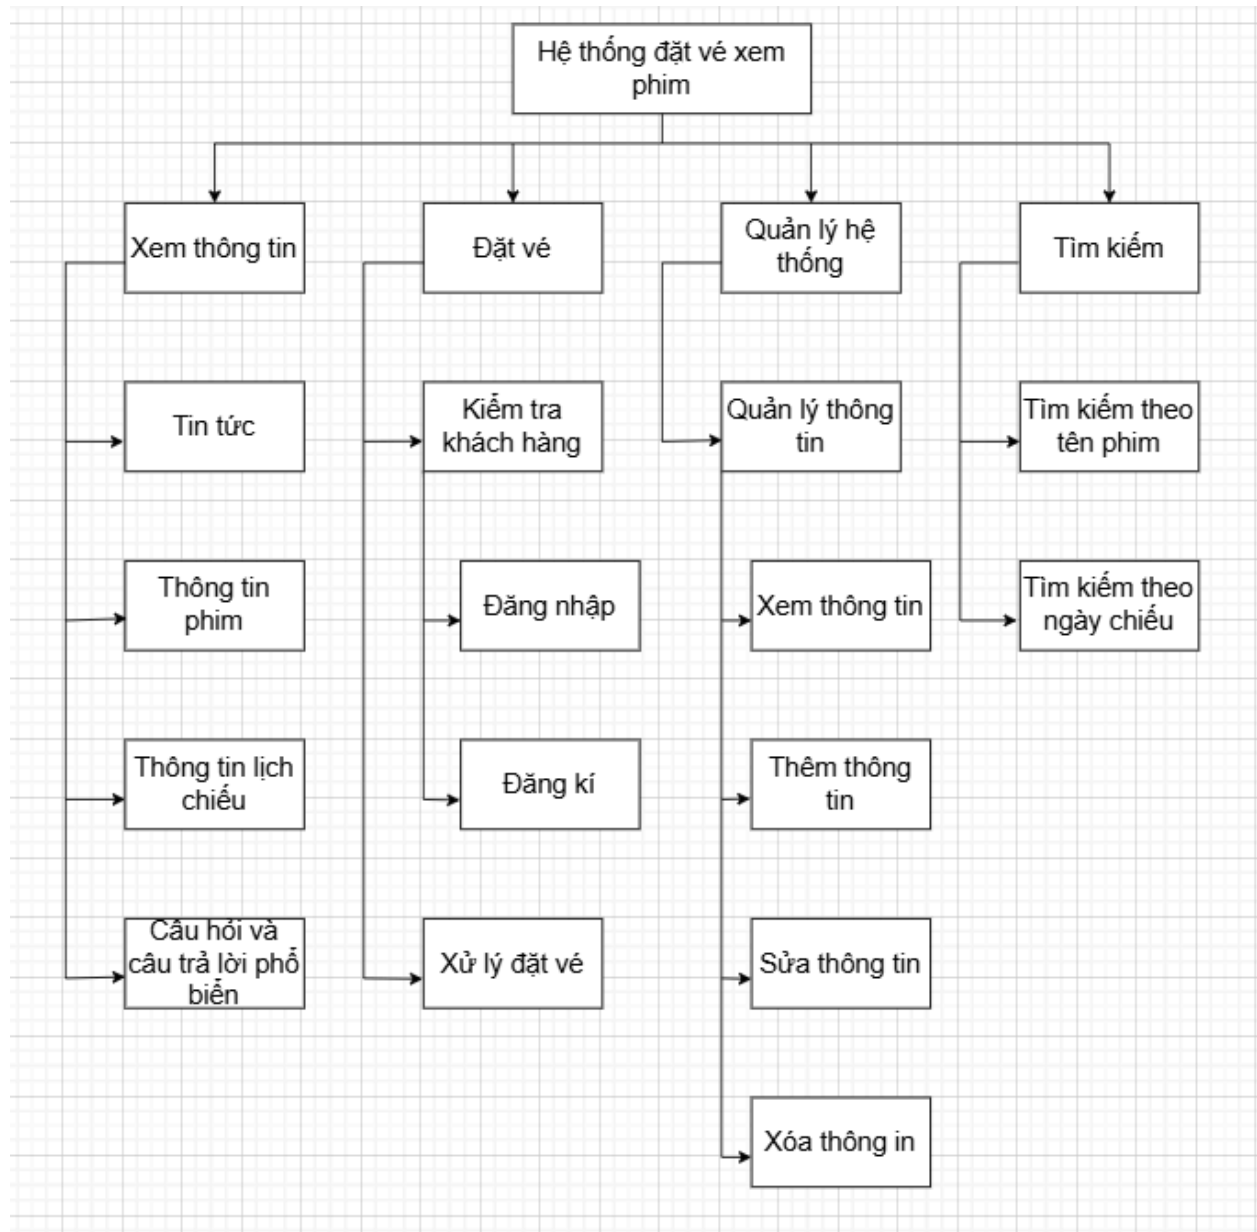 Hệ thống đặt vé xem
phim
Xem thông tin
Đặt vé
Quản lý hệ
thống
Tìm kiếm
Tin tức
Kiểm tra
khách hàng
Quản lý thông
tin
Tìm kiếm theo
tên phim
Thông tin
phim
Đăng nhập
Xem thông tin
Tìm kiếm theo
ngày chiếu
Thông tin lịch
chiếu
Đăng kí
Thêm thông
tin
Câu hỏi và
câu trả lời phổ
biến
Xử lý đặt vé
Sửa thông tin
Xóa thông in